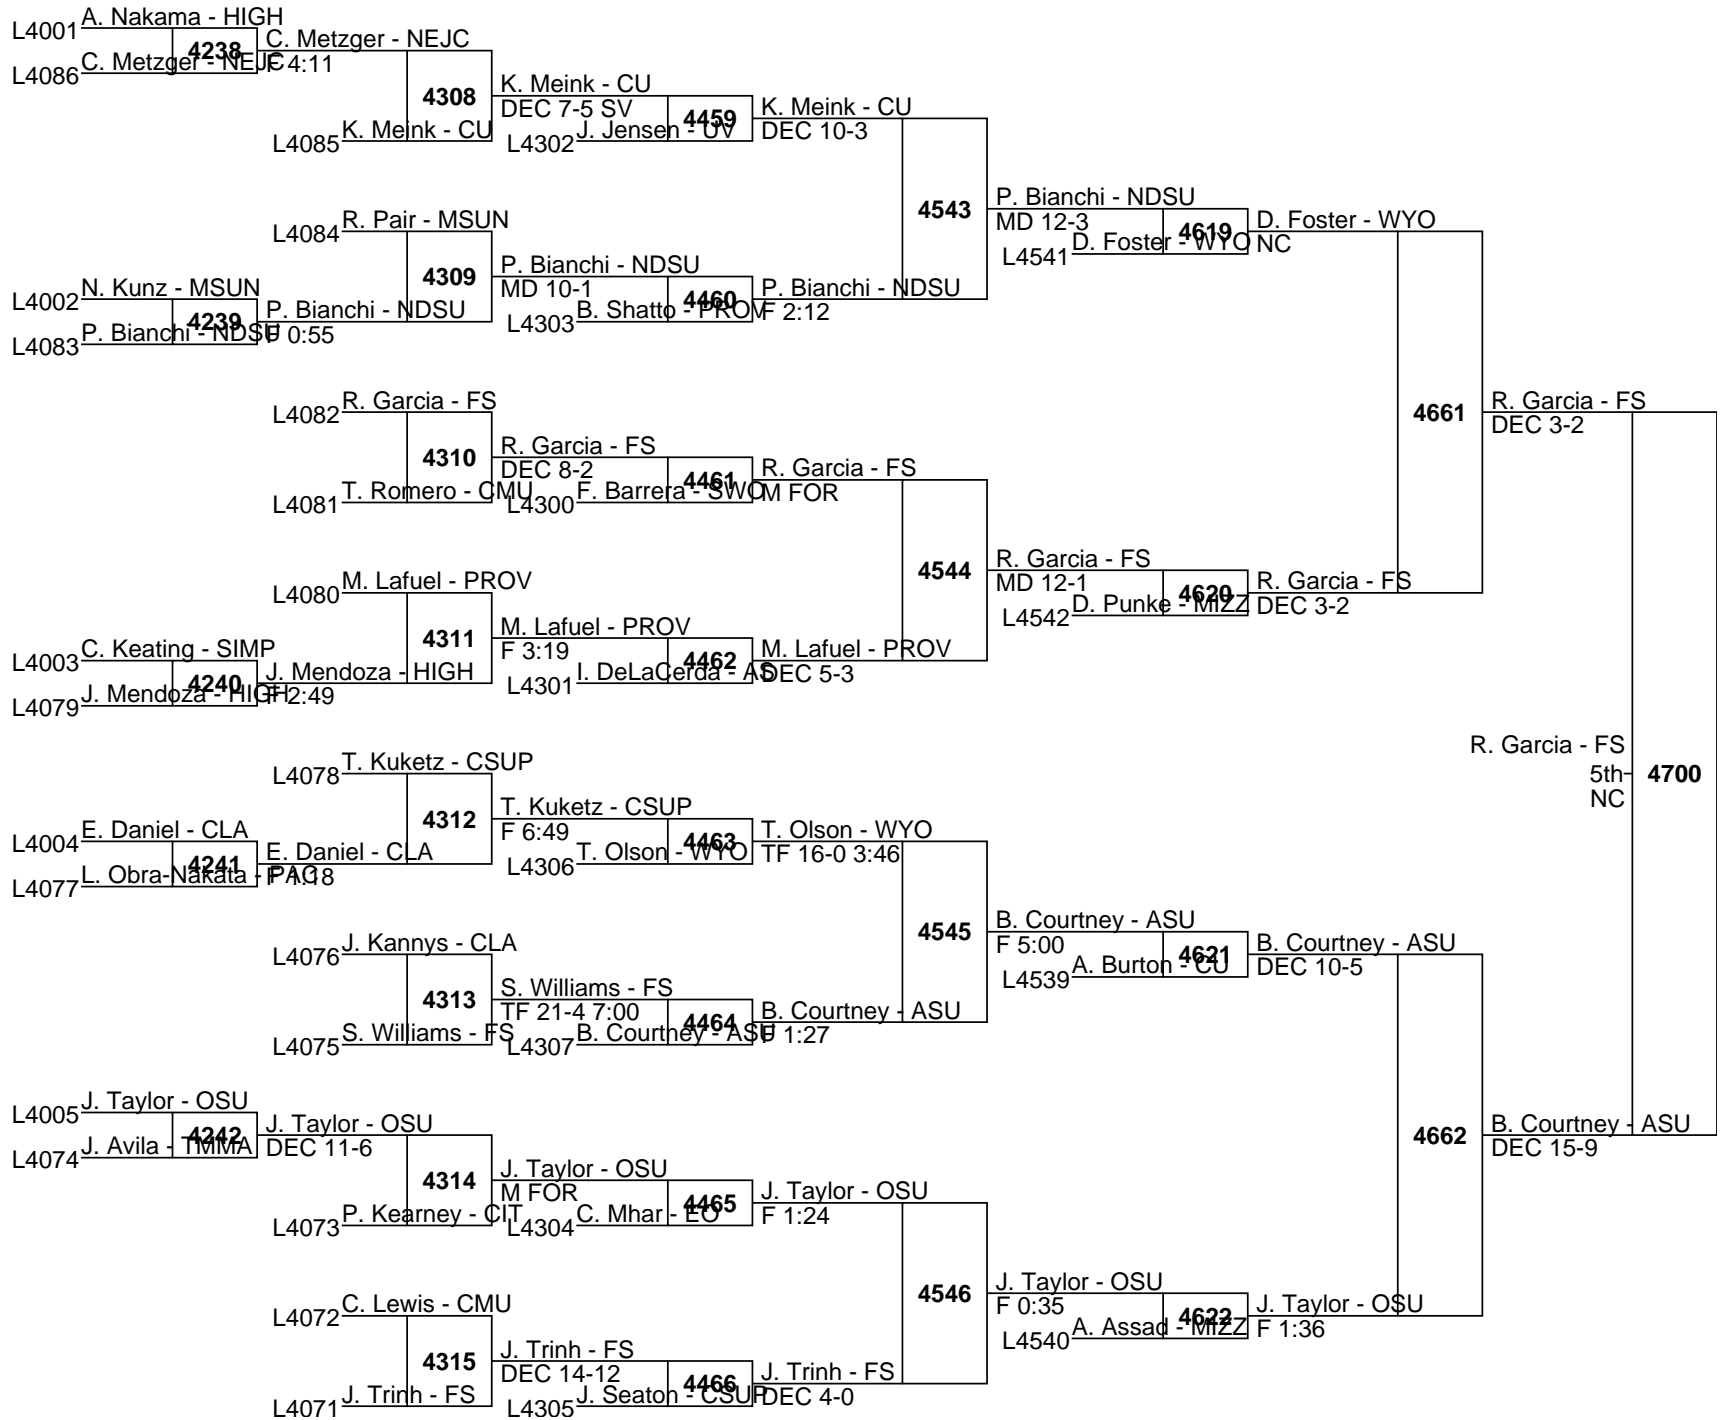 A. Nakama - HIGH
L4001
4238
C. Metzger - NEJC
L4086
C. Metzger - NEJC
F 4:11
4308
K. Meink - CU
DEC 7-5 SV
L4085
K. Meink - CU
4459
L4302
J. Jensen - UV
K. Meink - CU
DEC 10-3
L4084
R. Pair - MSUN
4309
L4002
N. Kunz - MSUN
4239
L4083
P. Bianchi - NDSU
P. Bianchi - NDSU
F 0:55
P. Bianchi - NDSU
MD 10-1
4460
L4303
B. Shatto - PROV
P. Bianchi - NDSU
F 2:12
4543
P. Bianchi - NDSU
MD 12-3
4619
L4541
D. Foster - WYO
D. Foster - WYO
NC
L4082
R. Garcia - FS
4310
L4081
T. Romero - CMU
R. Garcia - FS
DEC 8-2
4461
L4300
F. Barrera - SWO
R. Garcia - FS
M FOR
4661
R. Garcia - FS
DEC 3-2
L4080
M. Lafuel - PROV
4311
L4003
C. Keating - SIMP
4240
L4079
J. Mendoza - HIGH
J. Mendoza - HIGH
F 2:49
M. Lafuel - PROV
F 3:19
4462
L4301
I. DeLaCerda - AS
M. Lafuel - PROV
DEC 5-3
4544
R. Garcia - FS
MD 12-1
4620
L4542
D. Punke - MIZZ
R. Garcia - FS
DEC 3-2
R. Garcia - FS
5th
NC
4700
L4078
T. Kuketz - CSUP
4312
L4004
E. Daniel - CLA
4241
L4077
L. Obra-Nakata - PAC
E. Daniel - CLA
F 1:18
T. Kuketz - CSUP
F 6:49
4463
L4306
T. Olson - WYO
T. Olson - WYO
TF 16-0 3:46
L4076
J. Kannys - CLA
4313
L4075
S. Williams - FS
S. Williams - FS
TF 21-4 7:00
4464
L4307
B. Courtney - ASU
B. Courtney - ASU
F 1:27
4545
B. Courtney - ASU
F 5:00
4621
L4539
A. Burton - CU
B. Courtney - ASU
DEC 10-5
L4005
J. Taylor - OSU
4242
L4074
J. Avila - TMMA
J. Taylor - OSU
DEC 11-6
4314
L4073
P. Kearney - CIT
J. Taylor - OSU
M FOR
4465
L4304
C. Mhar - EO
J. Taylor - OSU
F 1:24
4662
B. Courtney - ASU
DEC 15-9
L4072
C. Lewis - CMU
4315
L4071
J. Trinh - FS
J. Trinh - FS
DEC 14-12
4466
L4305
J. Seaton - CSUP
J. Trinh - FS
DEC 4-0
4546
J. Taylor - OSU
F 0:35
4622
L4540
A. Assad - MIZZ
J. Taylor - OSU
F 1:36